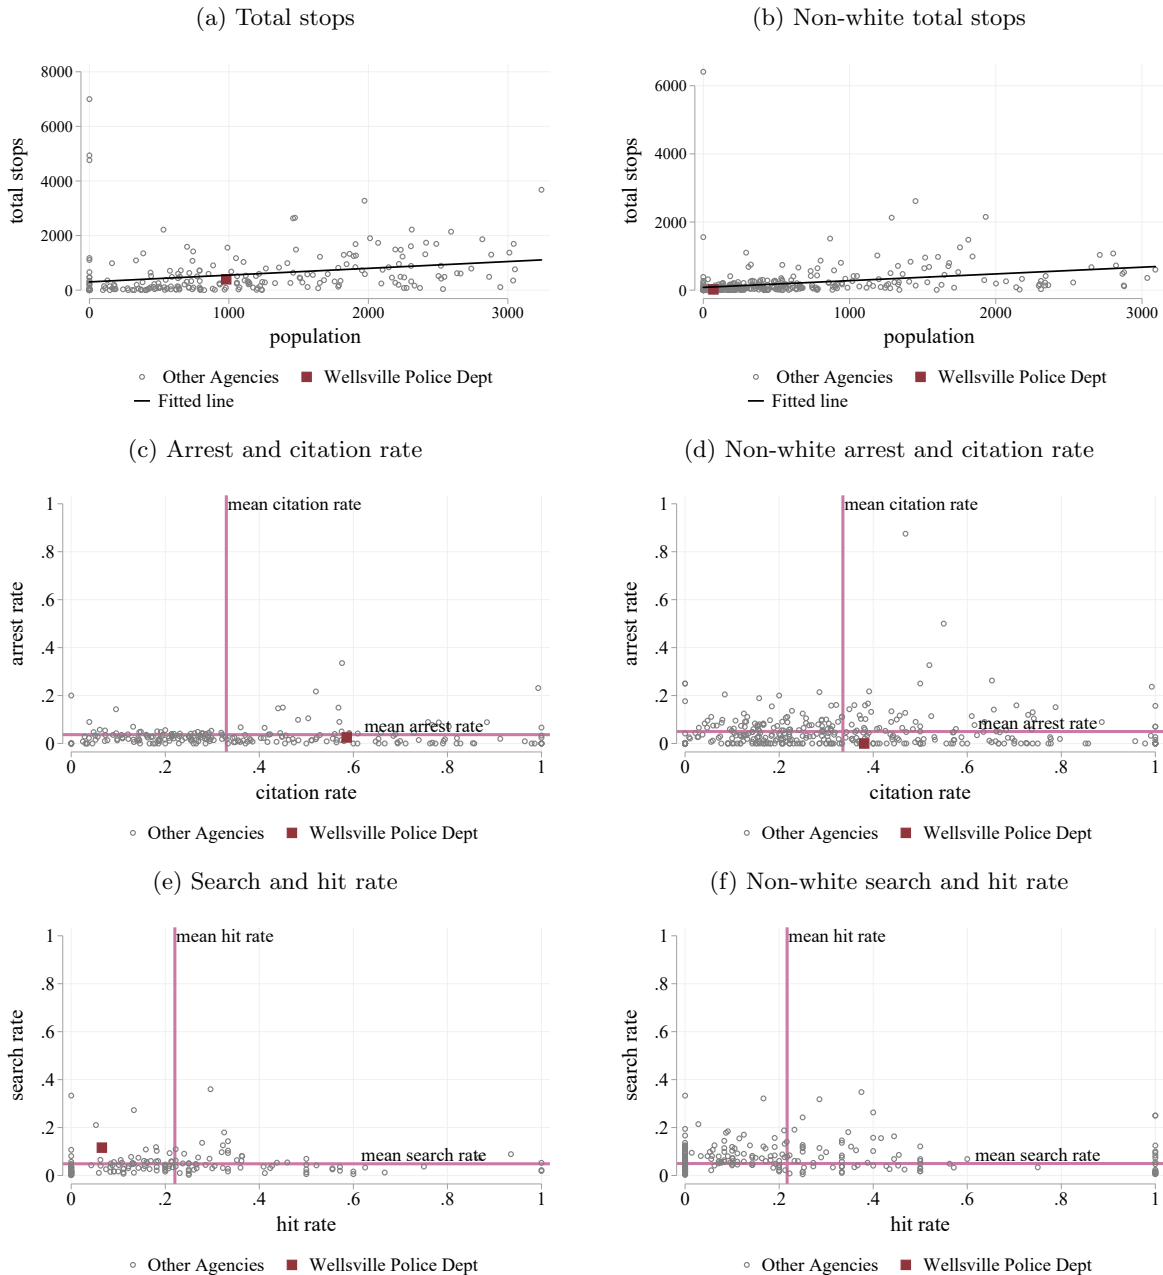 (a) Total stops
(b) Non-white total stops
total stops
8000
6000
4000
2000
0
0 1000 2000 3000
population
Other Agencies Wellsville Police Dept
Fitted line
total stops
6000
4000
2000
0
0 1000 2000 3000
population
Other Agencies Wellsville Police Dept
Fitted line
(c) Arrest and citation rate
(d) Non-white arrest and citation rate
arrest rate
1
.8
.6
.4
.2
0
mean citation rate
mean arrest rate
0 .2 .4 .6 .8 1
citation rate
Other Agencies Wellsville Police Dept
arrest rate
1
.8
.6
.4
.2
0
mean citation rate
mean arrest rate
0 .2 .4 .6 .8 1
citation rate
Other Agencies Wellsville Police Dept
(e) Search and hit rate
(f) Non-white search and hit rate
search rate
1
.8
.6
.4
.2
0
mean hit rate
mean search rate
0 .2 .4 .6 .8 1
hit rate
Other Agencies Wellsville Police Dept
search rate
1
.8
.6
.4
.2
0
mean hit rate
mean search rate
0 .2 .4 .6 .8 1
hit rate
Other Agencies Wellsville Police Dept